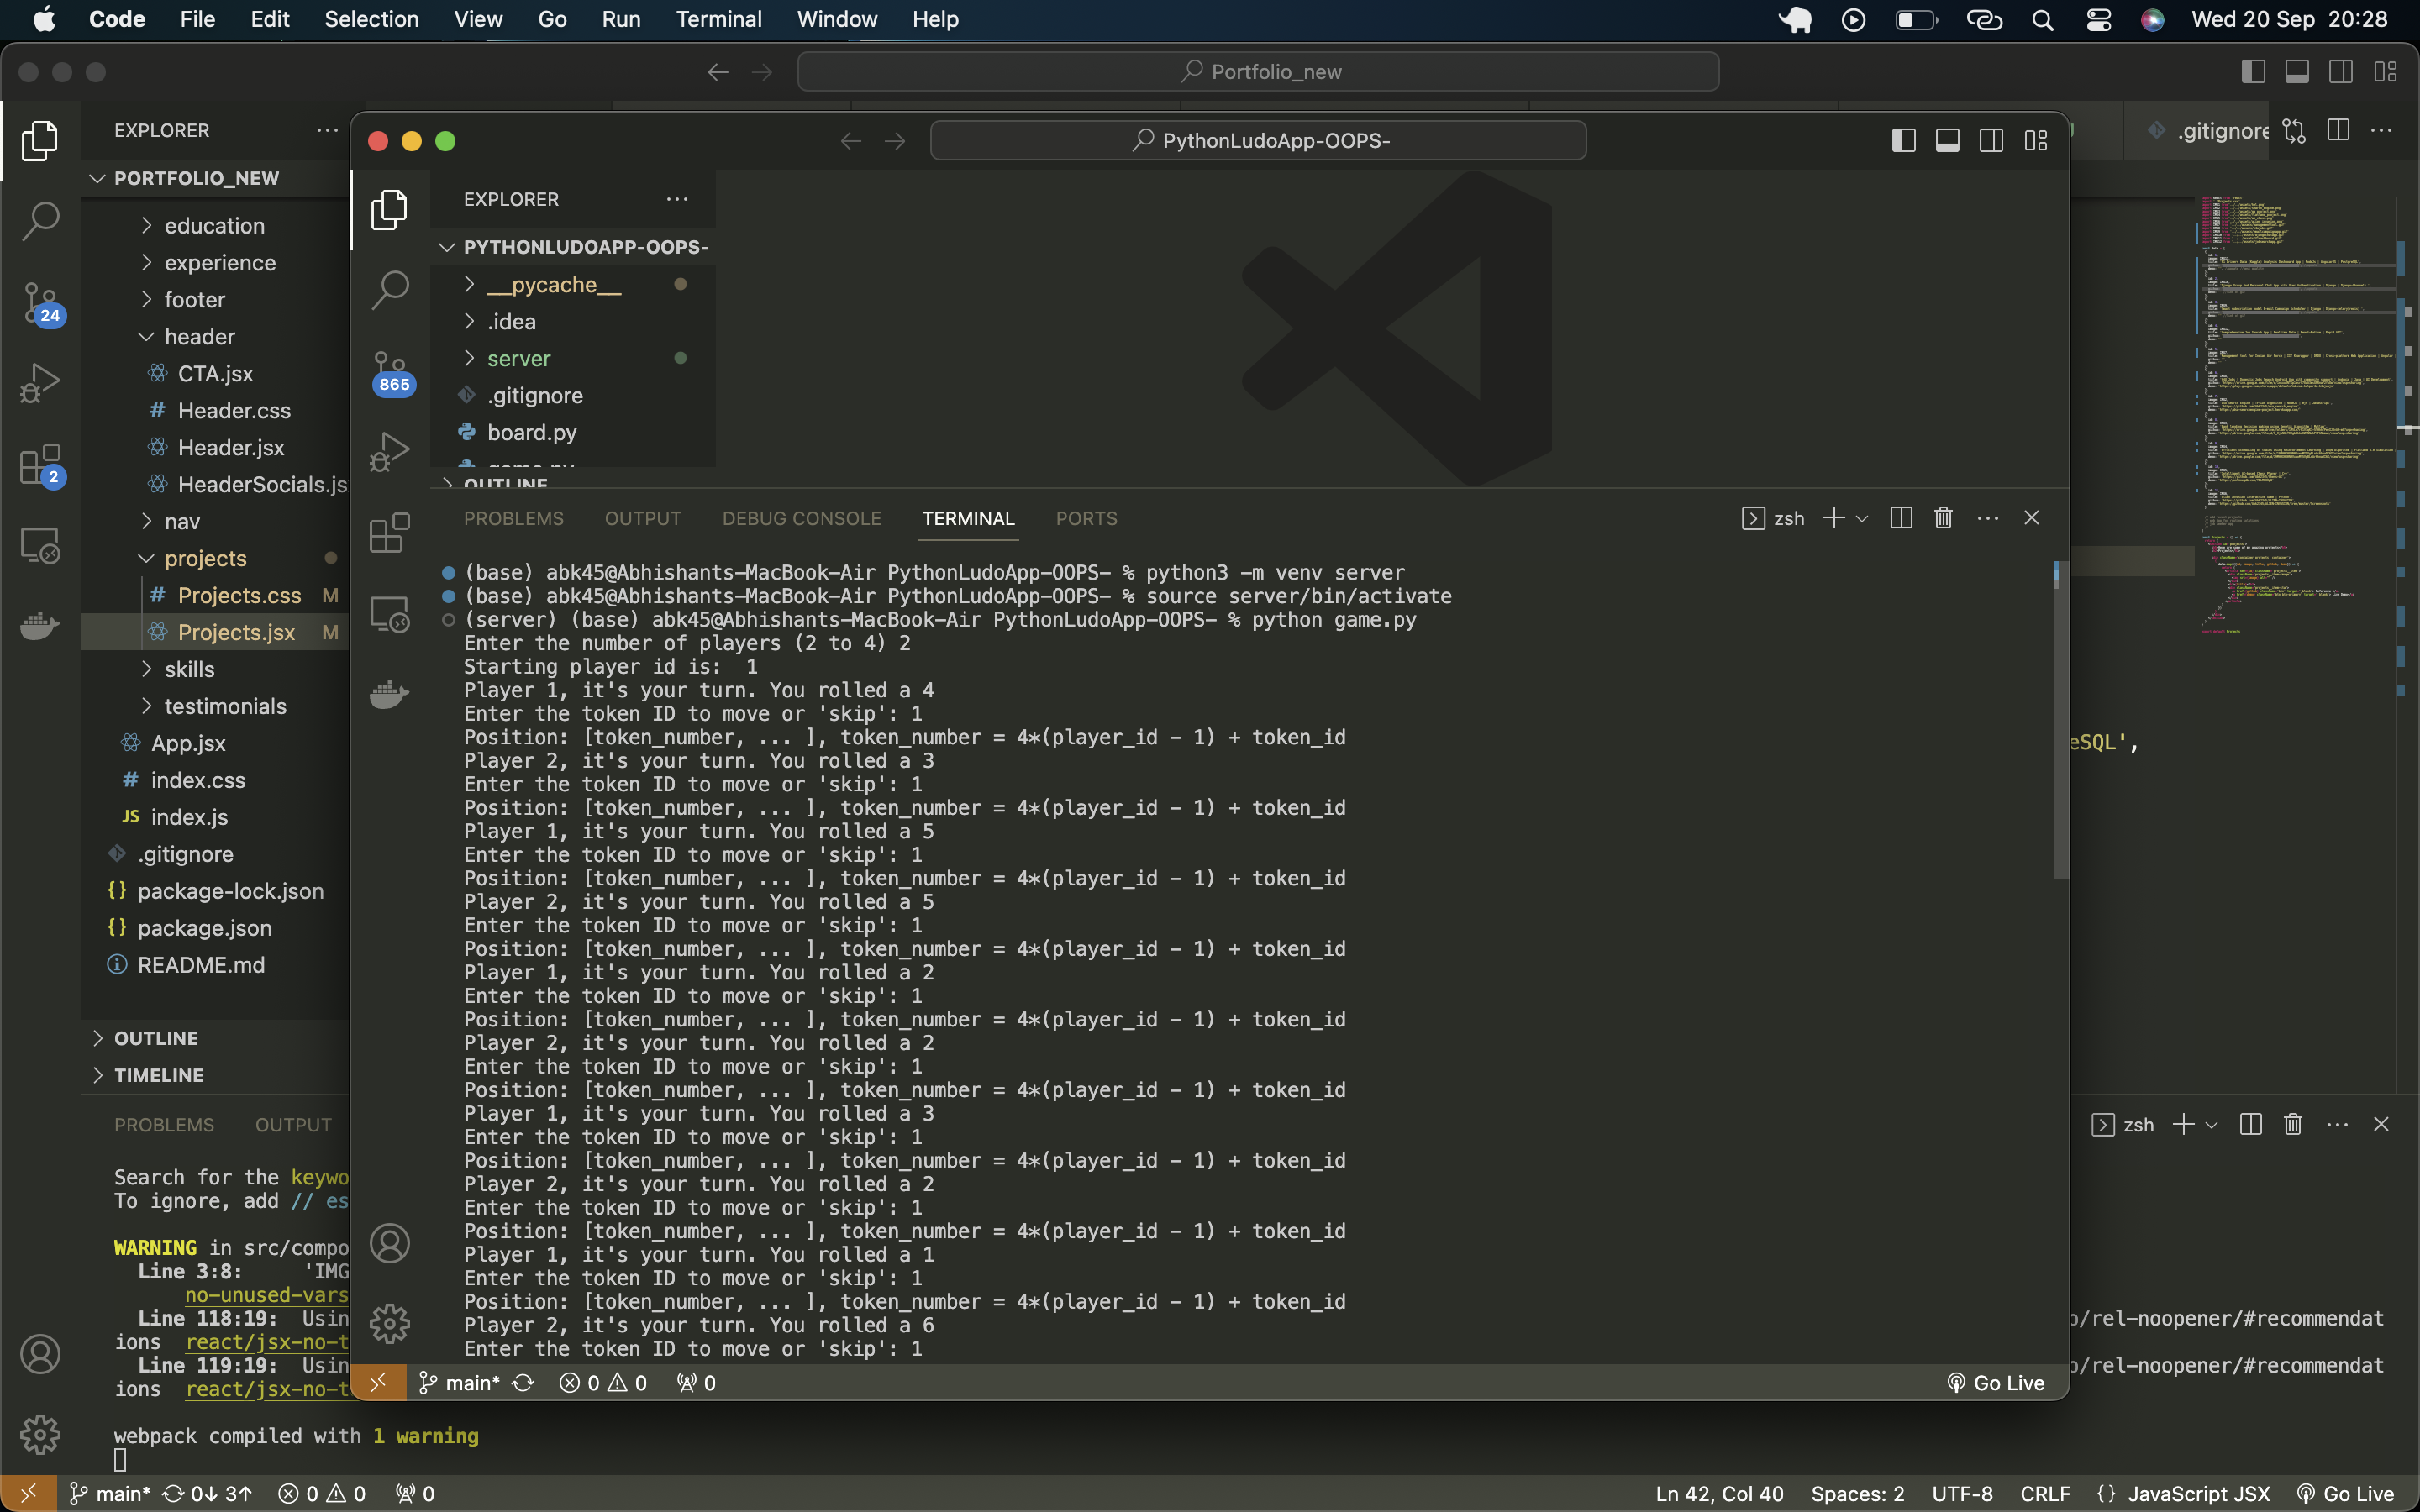 Code File Edit Selection View Go Run Terminal Window Help Wed 20 Sep 20:28
Portfolio_new
EXPLORER
.gitignore
PORTFOLIO_NEW
education
experience
footer
header
CTA.jsx
Header.css
Header.jsx
HeaderSocials.js
nav
projects
Projects.css M
Projects.jsx M
skills
testimonials
App.jsx
index.css
JS index.js
.gitignore
{} package-lock.json
{} package.json
README.md
OUTLINE
TIMELINE
24
2
PythonLudoApp-OOPS-
EXPLORER
PYTHONLUDOAPP-OOPS-
__pycache__
.idea
server
.gitignore
board.py
game.py
OUTLINE
865
PROBLEMS OUTPUT DEBUG CONSOLE TERMINAL PORTS
zsh
(base) abk45@Abhishants-MacBook-Air PythonLudoApp-OOPS- % python3 -m venv server
(base) abk45@Abhishants-MacBook-Air PythonLudoApp-OOPS- % source server/bin/activate
(server) (base) abk45@Abhishants-MacBook-Air PythonLudoApp-OOPS- % python game.py
Enter the number of players (2 to 4) 2
Starting player id is:  1
Player 1, it's your turn. You rolled a 4
Enter the token ID to move or 'skip': 1
Position: [token_number, ... ], token_number = 4*(player_id - 1) + token_id
Player 2, it's your turn. You rolled a 3
Enter the token ID to move or 'skip': 1
Position: [token_number, ... ], token_number = 4*(player_id - 1) + token_id
Player 1, it's your turn. You rolled a 5
Enter the token ID to move or 'skip': 1
Position: [token_number, ... ], token_number = 4*(player_id - 1) + token_id
Player 2, it's your turn. You rolled a 5
Enter the token ID to move or 'skip': 1
Position: [token_number, ... ], token_number = 4*(player_id - 1) + token_id
Player 1, it's your turn. You rolled a 2
Enter the token ID to move or 'skip': 1
Position: [token_number, ... ], token_number = 4*(player_id - 1) + token_id
Player 2, it's your turn. You rolled a 2
Enter the token ID to move or 'skip': 1
Position: [token_number, ... ], token_number = 4*(player_id - 1) + token_id
Player 1, it's your turn. You rolled a 3
Enter the token ID to move or 'skip': 1
Position: [token_number, ... ], token_number = 4*(player_id - 1) + token_id
Player 2, it's your turn. You rolled a 2
Enter the token ID to move or 'skip': 1
Position: [token_number, ... ], token_number = 4*(player_id - 1) + token_id
Player 1, it's your turn. You rolled a 1
Enter the token ID to move or 'skip': 1
Position: [token_number, ... ], token_number = 4*(player_id - 1) + token_id
Player 2, it's your turn. You rolled a 6
Enter the token ID to move or 'skip': 1
main* 0 0 0 Go Live
eSQL',
PROBLEMS OUTPUT
zsh
Search for the keywo
To ignore, add // es
WARNING in src/compo
Line 3:8: 'IMG
no-unused-vars
Line 118:19: Usin
/rel-noopener/#recommendat
ions react/jsx-no-t
Line 119:19: Usin
/rel-noopener/#recommendat
ions react/jsx-no-t
webpack compiled with 1 warning
main* 0↓ 3↑ 0 0 0 Ln 42, Col 40 Spaces: 2 UTF-8 CRLF {} JavaScript JSX Go Live